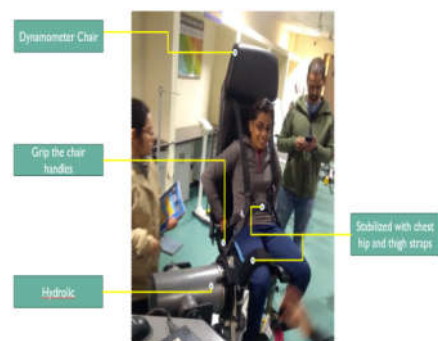 Dynamometer Chair
Grip the chair
handles
Stabilized with chest
hip and thigh straps
Hydrolic